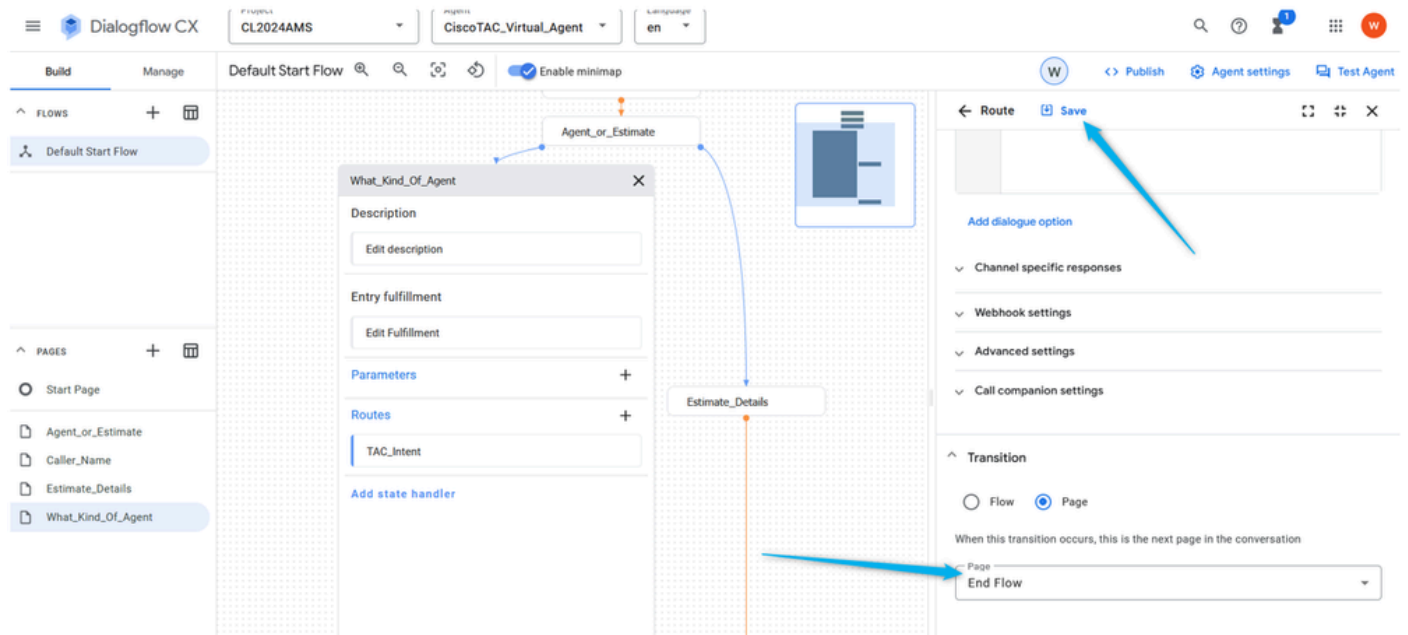 Project
Agent
Language
Dialogflow CX
CL2024AMS
CiscoTAC_Virtual_Agent
en
1
W
Build
Manage
Default Start Flow
Enable minimap
W
Publish
Agent settings
Test Agent
FLOWS
Default Start Flow
PAGES
Start Page
Agent_or_Estimate
Caller_Name
Estimate_Details
What_Kind_Of_Agent
Agent_or_Estimate
What_Kind_Of_Agent
Description
Edit description
Entry fulfillment
Edit Fulfillment
Parameters
Routes
TAC_Intent
Add state handler
Estimate_Details
Route
Save
Add dialogue option
Channel specific responses
Webhook settings
Advanced settings
Call companion settings
Transition
Flow
Page
When this transition occurs, this is the next page in the conversation
Page
End Flow